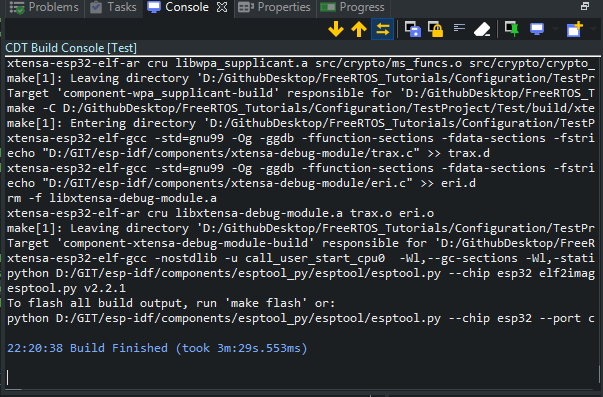 Problems Tasks Console Properties Progress
CDT Build Console [Test]
xtensa-esp32-elf-ar cru libwpa_supplicant.a src/crypto/ms_funcs.o src/crypto/crypto_
make[1]: Leaving directory 'D:/GithubDesktop/FreeRTOS_Tutorials/Configuration/TestPr
Target 'component-wpa_supplicant-build' responsible for 'D:/GithubDesktop/FreeRTOS_T
make -C D:/GithubDesktop/FreeRTOS_Tutorials/Configuration/TestProject/Test/build/xte
make[1]: Entering directory 'D:/GithubDesktop/FreeRTOS_Tutorials/Configuration/TestP
xtensa-esp32-elf-gcc -std=gnu99 -Og -ggdb -ffunction-sections -fdata-sections -fstri
echo "D:/GIT/esp-idf/components/xtensa-debug-module/trax.c" >> trax.d
xtensa-esp32-elf-gcc -std=gnu99 -Og -ggdb -ffunction-sections -fdata-sections -fstri
echo "D:/GIT/esp-idf/components/xtensa-debug-module/eri.c" >> eri.d
rm -f libxtensa-debug-module.a
xtensa-esp32-elf-ar cru libxtensa-debug-module.a trax.o eri.o
make[1]: Leaving directory 'D:/GithubDesktop/FreeRTOS_Tutorials/Configuration/TestPr
Target 'component-xtensa-debug-module-build' responsible for 'D:/GithubDesktop/FreeR
xtensa-esp32-elf-gcc -nostdlib -u call_user_start_cpu0  -Wl,--gc-sections -Wl,-stati
python D:/GIT/esp-idf/components/esptool_py/esptool/esptool.py --chip esp32 elf2imag
esptool.py v2.2.1
To flash all build output, run 'make flash' or:
python D:/GIT/esp-idf/components/esptool_py/esptool/esptool.py --chip esp32 --port c
22:20:38 Build Finished (took 3m:29s.553ms)